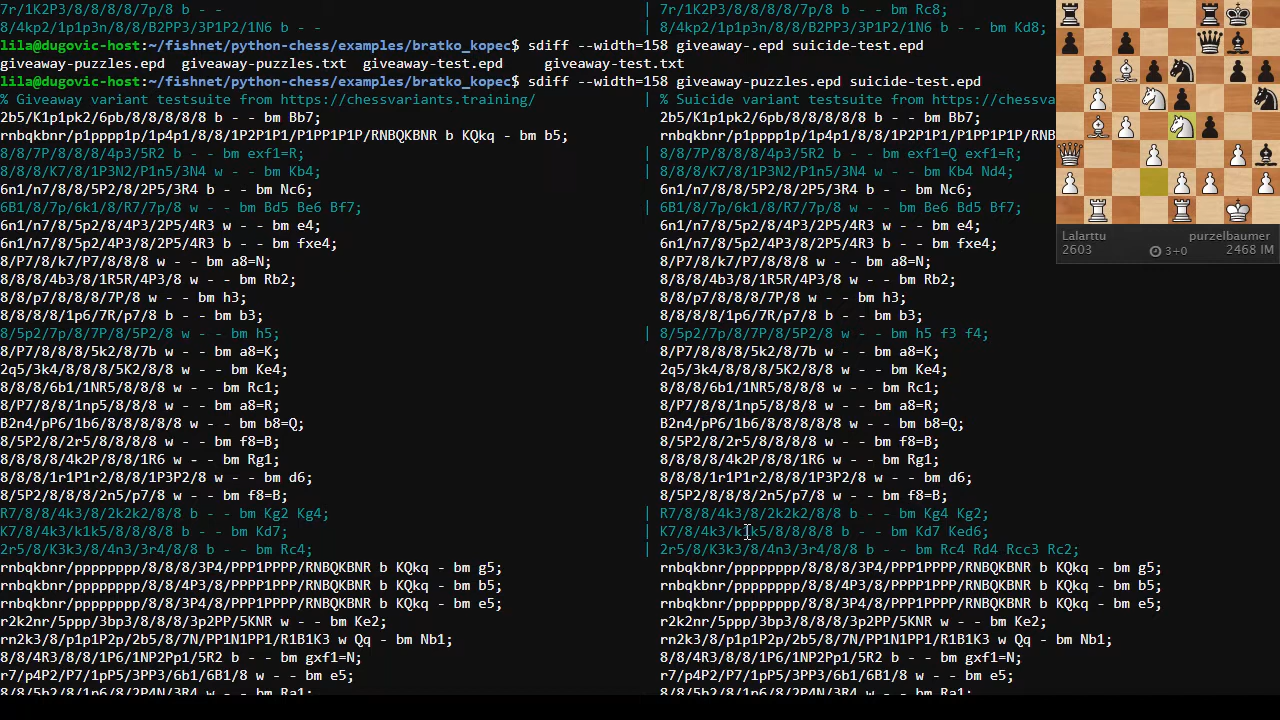 7r/1K2P3/8/8/8/8/7p/8 b - - | 7r/1K2P3/8/8/8/8/7p/8 b - - bm Rc8;
8/4kp2/1p1p3n/8/8/B2PP3/3P1P2/1N6 b - - | 8/4kp2/1p1p3n/8/8/B2PP3/3P1P2/1N6 b - - bm Kd8;
lila@dugovic-host:~/fishnet/python-chess/examples/bratko_kopec$ sdiff --width=158 giveaway-.epd suicide-test.epd
giveaway-puzzles.epd giveaway-puzzles.txt giveaway-test.epd giveaway-test.txt
lila@dugovic-host:~/fishnet/python-chess/examples/bratko_kopec$ sdiff --width=158 giveaway-puzzles.epd suicide-test.epd
% Giveaway variant testsuite from https://chessvariants.training/ | % Suicide variant testsuite from https://chessva
2b5/K1p1pk2/6pb/8/8/8/8/8 b - - bm Bb7; 2b5/K1p1pk2/6pb/8/8/8/8/8 b - - bm Bb7;
rnbqkbnr/p1pppp1p/1p4p1/8/8/1P2P1P1/P1PP1P1P/RNBQKBNR b KQkq - bm b5; rnbqkbnr/p1pppp1p/1p4p1/8/8/1P2P1P1/P1PP1P1P/RNB
8/8/7P/8/8/8/4p3/5R2 b - - bm exf1=R; | 8/8/7P/8/8/8/4p3/5R2 b - - bm exf1=Q exf1=R;
8/8/8/K7/8/1P3N2/P1n5/3N4 w - - bm Kb4; | 8/8/8/K7/8/1P3N2/P1n5/3N4 w - - bm Kb4 Nd4;
6n1/n7/8/8/5P2/8/2P5/3R4 b - - bm Nc6; 6n1/n7/8/8/5P2/8/2P5/3R4 b - - bm Nc6;
6B1/8/7p/6k1/8/R7/7p/8 w - - bm Bd5 Be6 Bf7; | 6B1/8/7p/6k1/8/R7/7p/8 w - - bm Be6 Bd5 Bf7;
6n1/n7/8/5p2/8/4P3/2P5/4R3 w - - bm e4; 6n1/n7/8/5p2/8/4P3/2P5/4R3 w - - bm e4;
6n1/n7/8/5p2/4P3/8/2P5/4R3 b - - bm fxe4; 6n1/n7/8/5p2/4P3/8/2P5/4R3 b - - bm fxe4;
8/P7/8/k7/P7/P7/8/8 w - - bm a8=N; 8/P7/8/k7/P7/P7/8/8 w - - bm a8=N;
8/8/8/8/4b3/8/1R5R/4P3/8 w - - bm Rb2; 8/8/8/8/4b3/8/1R5R/4P3/8 w - - bm Rb2;
8/8/p7/8/8/8/7P/8 w - - bm h3; 8/8/p7/8/8/8/7P/8 w - - bm h3;
8/8/8/8/1p6/7R/p7/8 b - - bm b3; 8/8/8/8/1p6/7R/p7/8 b - - bm b3;
8/5p2/7p/8/7P/8/5P2/8 w - - bm h5; | 8/5p2/7p/8/7P/8/5P2/8 w - - bm h5 f3 f4;
8/P7/8/8/8/5k2/8/7b w - - bm a8=K; 8/P7/8/8/8/5k2/8/7b w - - bm a8=K;
2q5/3k4/8/8/8/5K2/8/8 w - - bm Ke4; 2q5/3k4/8/8/8/5K2/8/8 w - - bm Ke4;
8/8/8/6b1/1NR5/8/8/8 w - - bm Rc1; 8/8/8/6b1/1NR5/8/8/8 w - - bm Rc1;
8/P7/8/8/1np5/8/8/8 w - - bm a8=R; 8/P7/8/8/1np5/8/8/8 w - - bm a8=R;
B2n4/pP6/1b6/8/8/8/8/8 w - - bm b8=Q; B2n4/pP6/1b6/8/8/8/8/8 w - - bm b8=Q;
8/5P2/8/2r5/8/8/8/8 w - - bm f8=B; 8/5P2/8/2r5/8/8/8/8 w - - bm f8=B;
8/8/8/8/4k2P/8/8/1R6 w - - bm Rg1; 8/8/8/8/4k2P/8/8/1R6 w - - bm Rg1;
8/8/8/1r1P1r2/8/8/1P3P2/8 w - - bm d6; 8/8/8/1r1P1r2/8/8/1P3P2/8 w - - bm d6;
8/5P2/8/8/8/2n5/p7/8 w - - bm f8=B; 8/5P2/8/8/8/2n5/p7/8 w - - bm f8=B;
R7/8/8/4k3/8/2k2k2/8/8 b - - bm Kg2 Kg4; | R7/8/8/4k3/8/2k2k2/8/8 b - - bm Kg4 Kg2;
K7/8/4k3/k1k5/8/8/8/8 b - - bm Kd7; | K7/8/4k3/k1k5/8/8/8/8 b - - bm Kd7 Ked6;
2r5/8/K3k3/8/4n3/3r4/8/8 b - - bm Rc4; | 2r5/8/K3k3/8/4n3/3r4/8/8 b - - bm Rc4 Rd4 Rcc3 Rc2;
rnbqkbnr/pppppppp/8/8/8/3P4/PPP1PPPP/RNBQKBNR b KQkq - bm g5; rnbqkbnr/pppppppp/8/8/8/3P4/PPP1PPPP/RNBQKBNR b KQkq - bm g5;
rnbqkbnr/pppppppp/8/8/4P3/8/PPPP1PPP/RNBQKBNR b KQkq - bm b5; rnbqkbnr/pppppppp/8/8/4P3/8/PPPP1PPP/RNBQKBNR b KQkq - bm b5;
rnbqkbnr/pppppppp/8/8/3P4/8/PPP1PPPP/RNBQKBNR b KQkq - bm e5; rnbqkbnr/pppppppp/8/8/3P4/8/PPP1PPPP/RNBQKBNR b KQkq - bm e5;
r2k2nr/5ppp/3bp3/8/8/8/3p2PP/5KNR w - - bm Ke2; r2k2nr/5ppp/3bp3/8/8/8/3p2PP/5KNR w - - bm Ke2;
rn2k3/8/p1p1P2p/2b5/8/7N/PP1N1PP1/R1B1K3 w Qq - bm Nb1; rn2k3/8/p1p1P2p/2b5/8/7N/PP1N1PP1/R1B1K3 w Qq - bm Nb1;
8/8/4R3/8/8/1P6/1NP2Pp1/5R2 b - - bm gxf1=N; 8/8/4R3/8/8/1P6/1NP2Pp1/5R2 b - - bm gxf1=N;
r7/p4P2/P7/1pP5/3PP3/6b1/6B1/8 w - - bm e5; r7/p4P2/P7/1pP5/3PP3/6b1/6B1/8 w - - bm e5;
8/8/5b2/8/1p6/8/2P4N/3R4 w - - bm Ra1; 8/8/5b2/8/1p6/8/2P4N/3R4 w - - bm Ra1;
Lalarttu purzelbaumer
2603 3+0 2468 IM